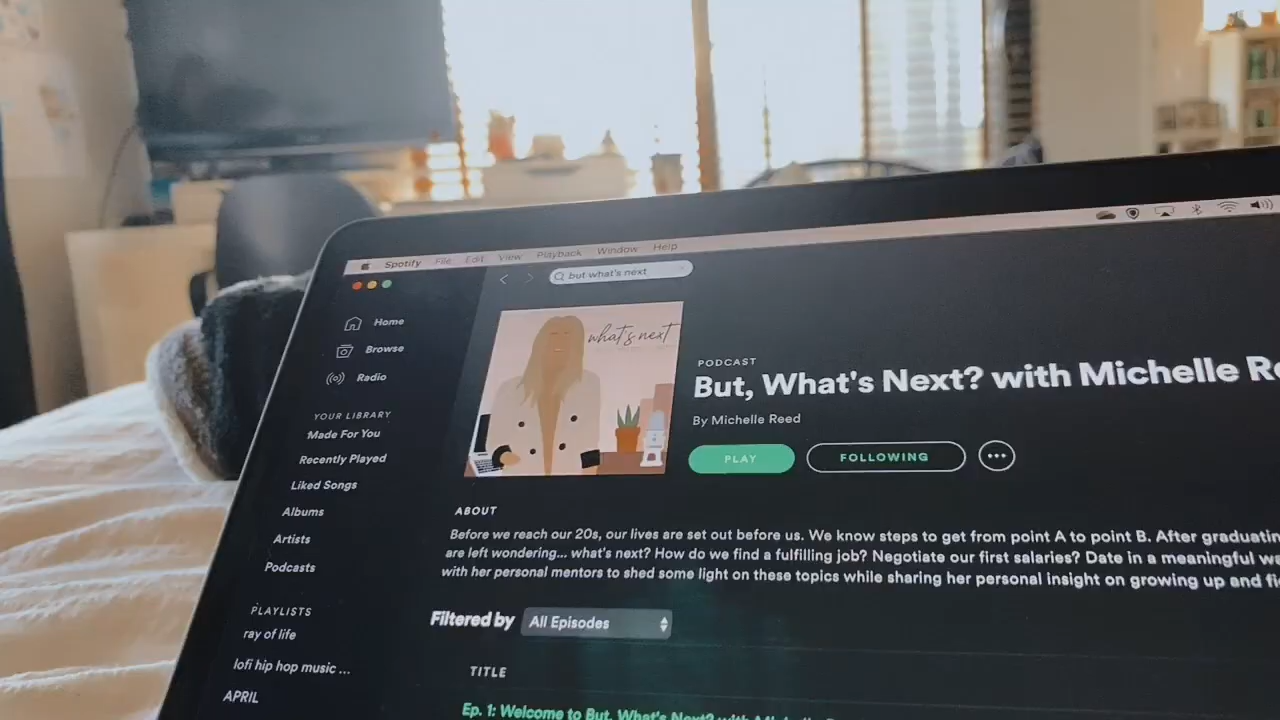 Spotify File Edit View Playback Window Help
but what's next
Home
Browse
Radio
YOUR LIBRARY
Made For You
Recently Played
Liked Songs
Albums
Artists
Podcasts
PLAYLISTS
ray of life
lofi hip hop music ...
APRIL
what's next
PODCAST
But, What's Next? with Michelle Re
By Michelle Reed
PLAY
FOLLOWING
ABOUT
Before we reach our 20s, our lives are set out before us. We know steps to get from point A to point B. After graduatin
are left wondering... what's next? How do we find a fulfilling job? Negotiate our first salaries? Date in a meaningful wa
with her personal mentors to shed some light on these topics while sharing her personal insight on growing up and fi
Filtered by All Episodes
TITLE
Ep. 1: Welcome to But, What's Next? with Michelle